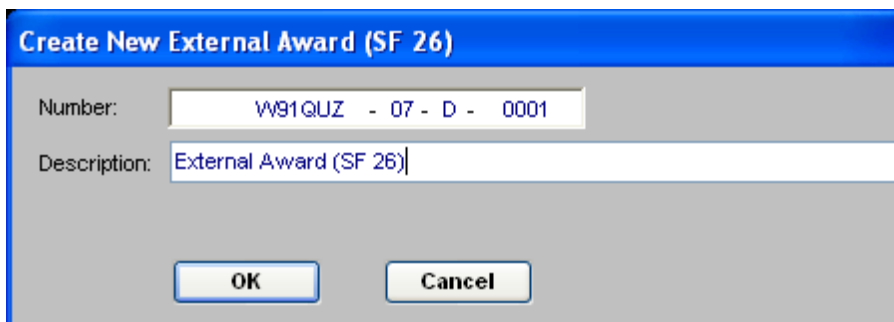 Create New External Award (SF 26)
Number: W91QUZ - 07 - D - 0001
Description: External Award (SF 26)
OK Cancel